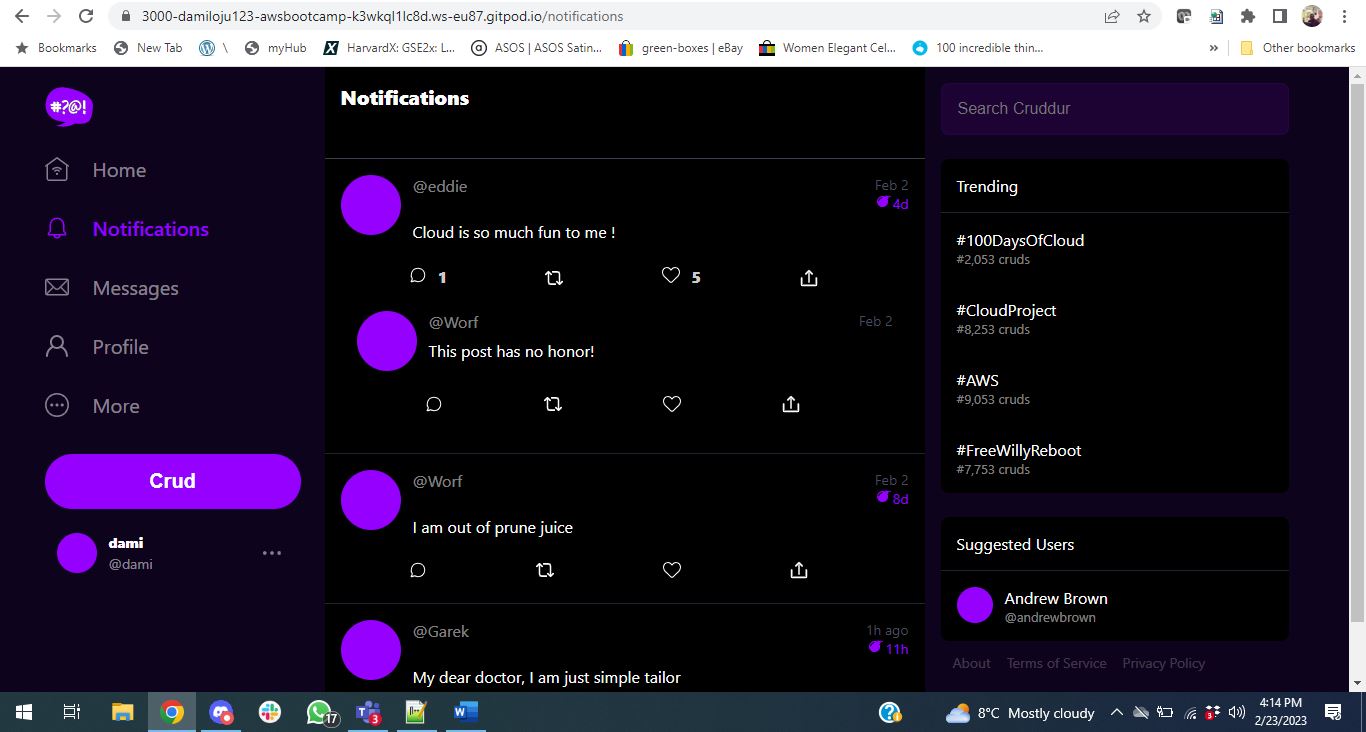 3000-damiloju123-awsbootcamp-k3wkql1lc8d.ws-eu87.gitpod.io/notifications
Bookmarks
New Tab
\
myHub
HarvardX: GSE2x: L...
ASOS | ASOS Satin...
green-boxes | eBay
Women Elegant Cel...
100 incredible thin...
»
Other bookmarks
#?@!
Home
Notifications
Messages
Profile
More
Crud
dami
@dami
Notifications
@eddie
Feb 2
4d
Cloud is so much fun to me !
1
5
@Worf
Feb 2
This post has no honor!
@Worf
Feb 2
8d
I am out of prune juice
@Garek
1h ago
11h
My dear doctor, I am just simple tailor
Search Cruddur
Trending
#100DaysOfCloud
#2,053 cruds
#CloudProject
#8,253 cruds
#AWS
#9,053 cruds
#FreeWillyReboot
#7,753 cruds
Suggested Users
Andrew Brown
@andrewbrown
About
Terms of Service
Privacy Policy
17
3
8°C Mostly cloudy
4:14 PM
2/23/2023